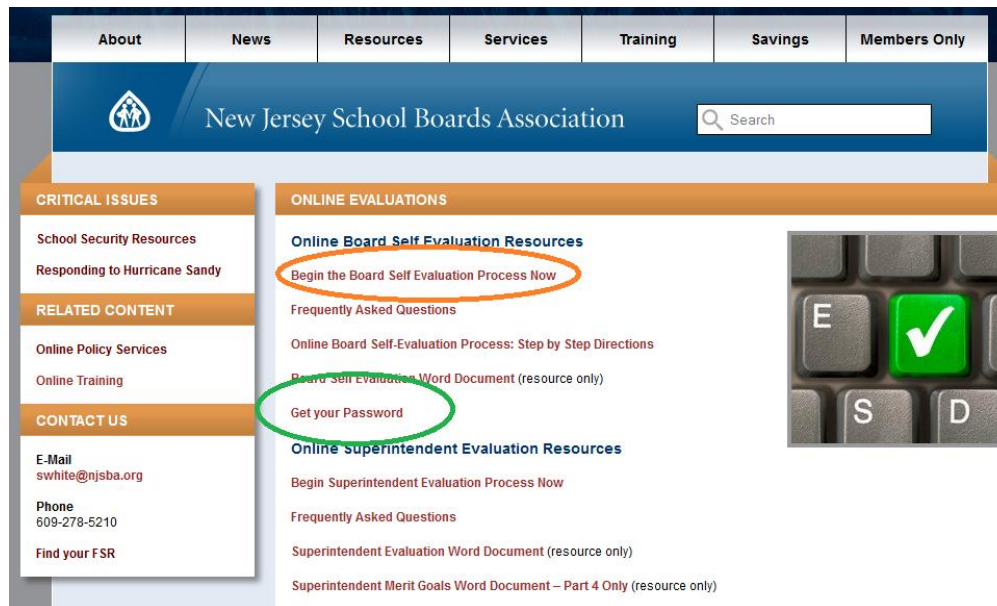 About News Resources Services Training Savings Members Only
New Jersey School Boards Association
Search
CRITICAL ISSUES
School Security Resources
Responding to Hurricane Sandy
RELATED CONTENT
Online Policy Services
Online Training
CONTACT US
E-Mail
swhite@njsba.org
Phone
609-278-5210
Find your FSR
ONLINE EVALUATIONS
Online Board Self Evaluation Resources
Begin the Board Self Evaluation Process Now
Frequently Asked Questions
Online Board Self-Evaluation Process: Step by Step Directions
Board Self Evaluation Word Document (resource only)
Get your Password
Online Superintendent Evaluation Resources
Begin Superintendent Evaluation Process Now
Frequently Asked Questions
Superintendent Evaluation Word Document (resource only)
Superintendent Merit Goals Word Document – Part 4 Only (resource only)
E
S D